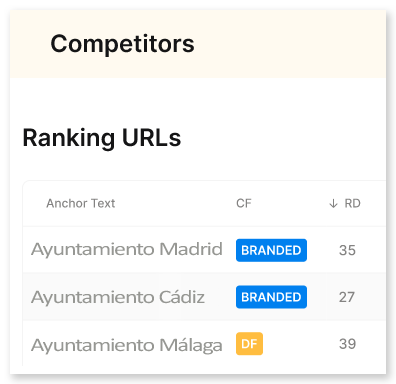 Competitors
Ranking URLs
Anchor Text CF ↓ RD
Ayuntamiento Madrid BRANDED 35
Ayuntamiento Cádiz BRANDED 27
Ayuntamiento Málaga DF 39